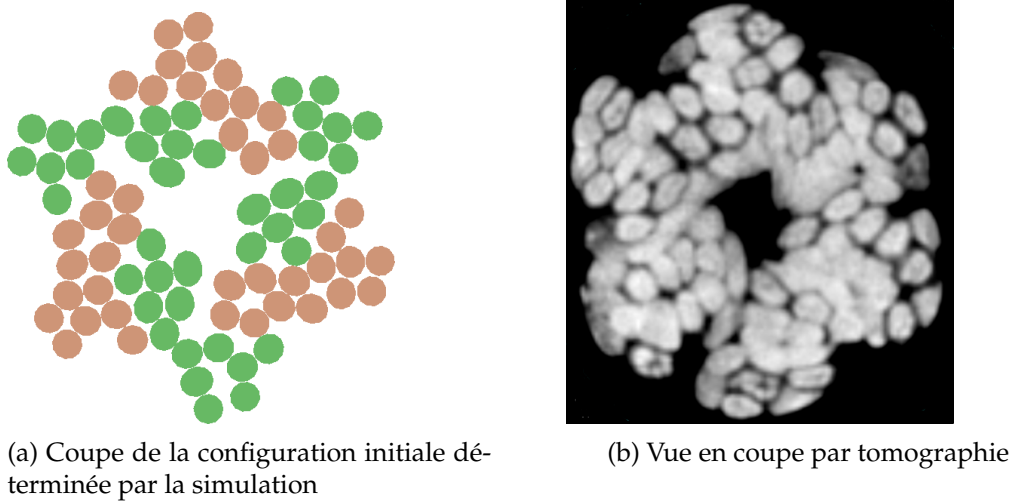 (a) Coupe de la configuration initiale dé-
terminée par la simulation
(b) Vue en coupe par tomographie